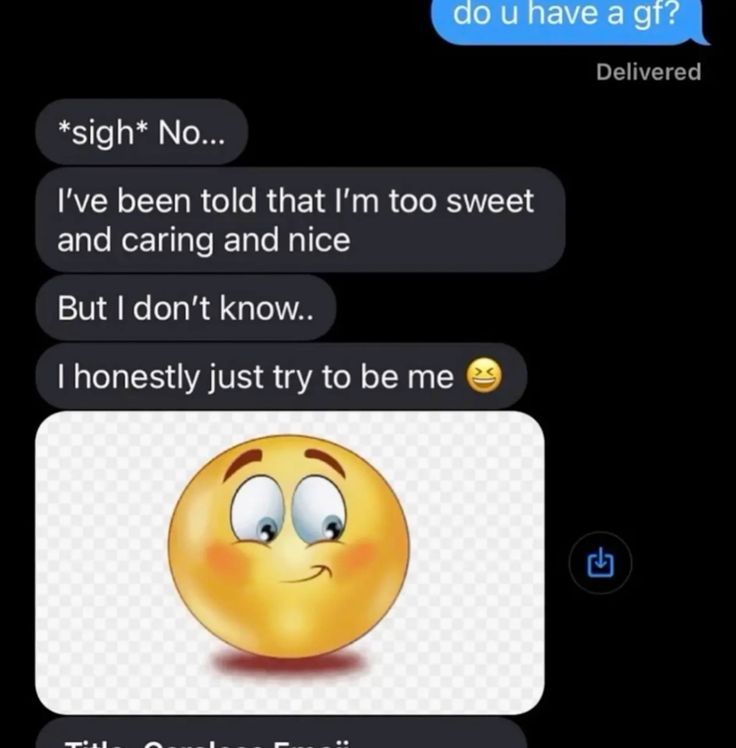 do u have a gf?
Delivered
*sigh* No...
I've been told that I'm too sweet
and caring and nice
But I don't know..
I honestly just try to be me 😆